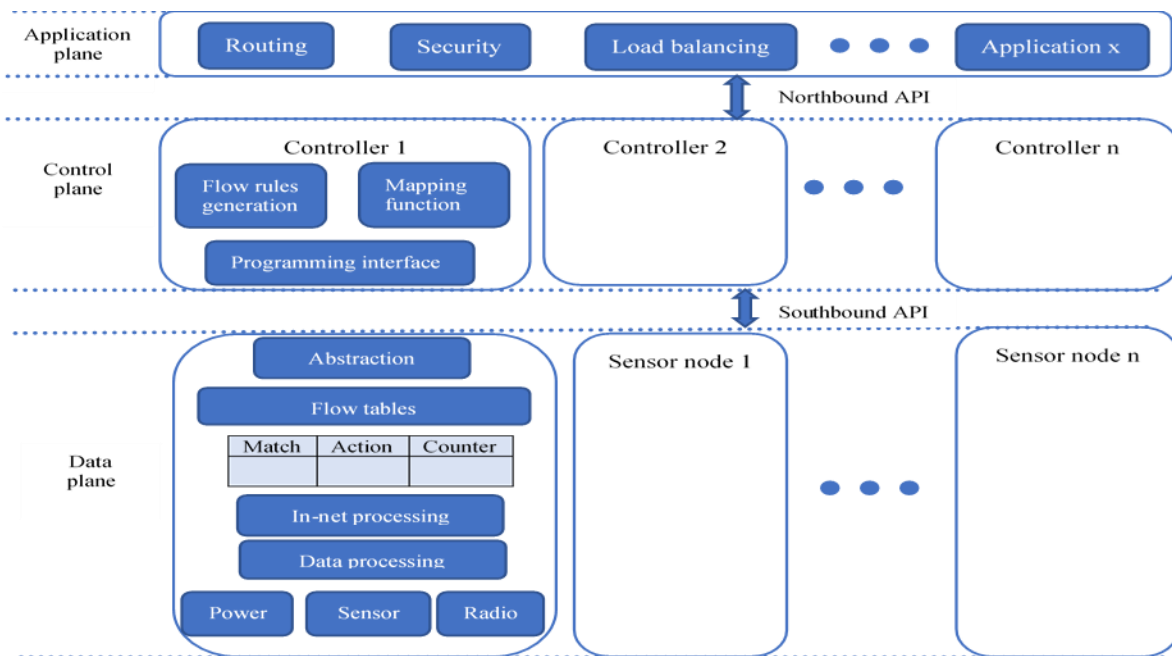 Application
plane
Routing
Security
Load balancing
Application x
Northbound API
Control
plane
Controller 1
Flow rules
generation
Mapping
function
Programming interface
Controller 2
Controller n
Southbound API
Data
plane
Abstraction
Flow tables
Match Action Counter
In-net processing
Data processing
Power Sensor Radio
Sensor node 1
Sensor node n